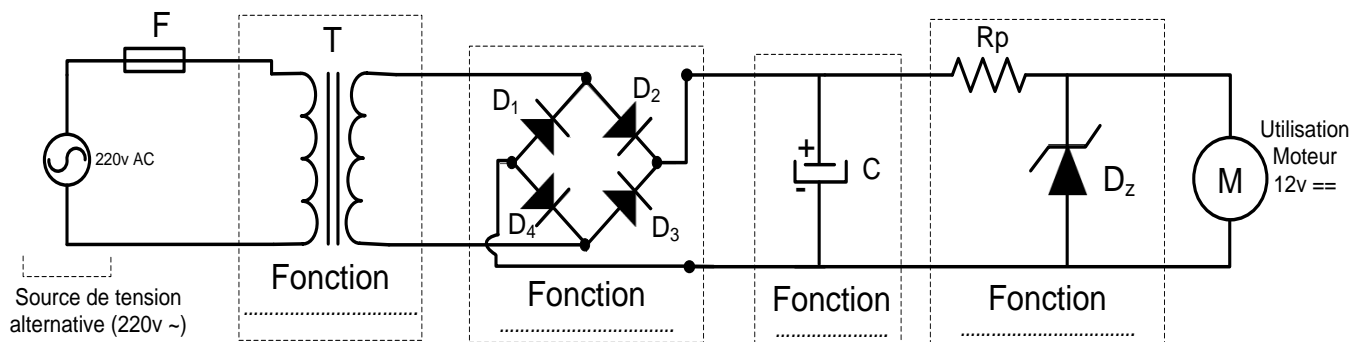 F
T
220v AC
Fonction
..................................
Source de tension
alternative (220v ~)
D1
D2
D4
D3
Fonction
..................................
+
-
C
Fonction
....................
Rp
Dz
Fonction
..................................
M
Utilisation
Moteur
12v ==